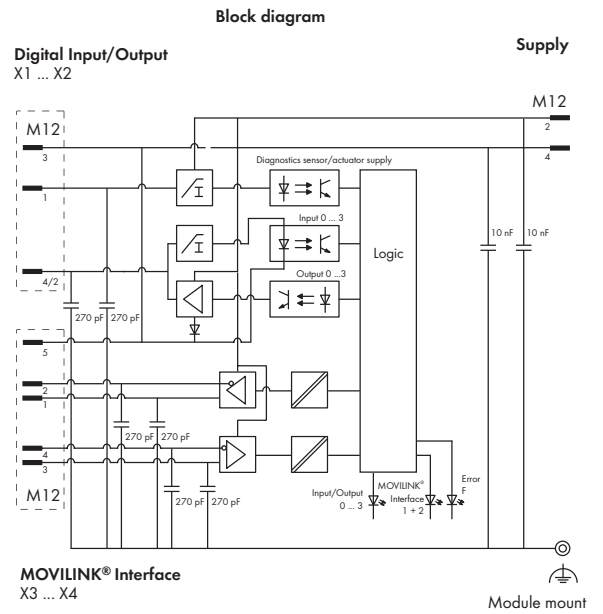 Block diagram
Digital Input/Output
X1 ... X2
Supply
M12
M12
2
3
4
Diagnostics sensor/actuator supply
1
Input 0 ... 3
10 nF
10 nF
Logic
4/2
Output 0 ...3
270 pF
270 pF
5
2
1
270 pF
270 pF
4
3
M12
270 pF
270 pF
Input/Output
0 ... 3
MOVILINK®
Interface
1 + 2
Error
F
MOVILINK® Interface
X3 ... X4
Module mount